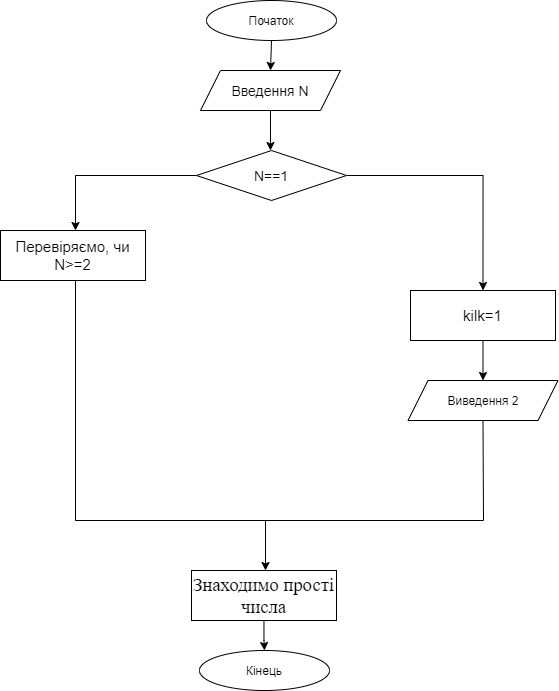 Початок
Введення N
N==1
Перевіряємо, чи
N>=2
kilk=1
Виведення 2
Знаходимо прості
числа
Кінець